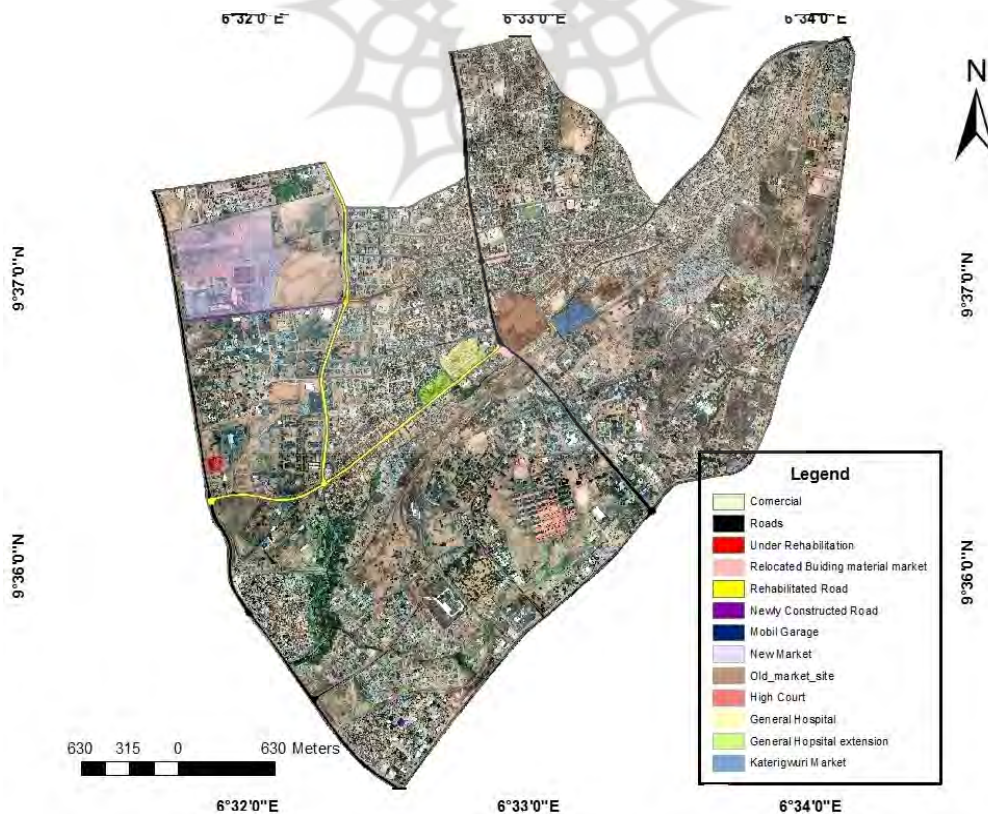 6°32'0"E 6°33'0"E 6°34'0"E
N
9°37'0"N 9°37'0"N
9°36'0"N 9°36'0"N
Legend
Comercial
Roads
Under Rehabilitation
Relocated Buiding material market
Rehabilitated Road
Newly Constructed Road
Mobil Garage
New Market
Old_market_site
High Court
General Hospital
General Hopsital extension
Katerigwuri Market
630 315 0 630 Meters
6°32'0"E 6°33'0"E 6°34'0"E